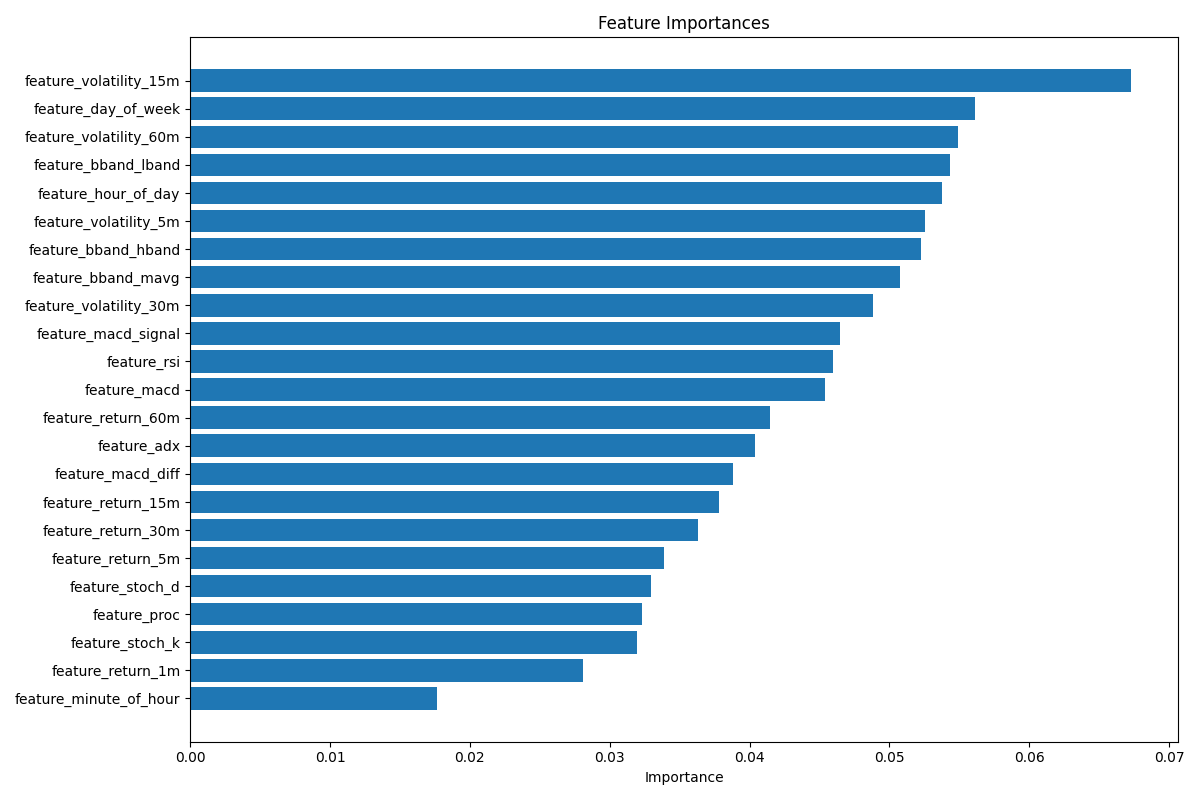 Feature Importances
feature_volatility_15m
feature_day_of_week
feature_volatility_60m
feature_bband_lband
feature_hour_of_day
feature_volatility_5m
feature_bband_hband
feature_bband_mavg
feature_volatility_30m
feature_macd_signal
feature_rsi
feature_macd
feature_return_60m
feature_adx
feature_macd_diff
feature_return_15m
feature_return_30m
feature_return_5m
feature_stoch_d
feature_proc
feature_stoch_k
feature_return_1m
feature_minute_of_hour
0.00 0.01 0.02 0.03 0.04 0.05 0.06 0.07
Importance